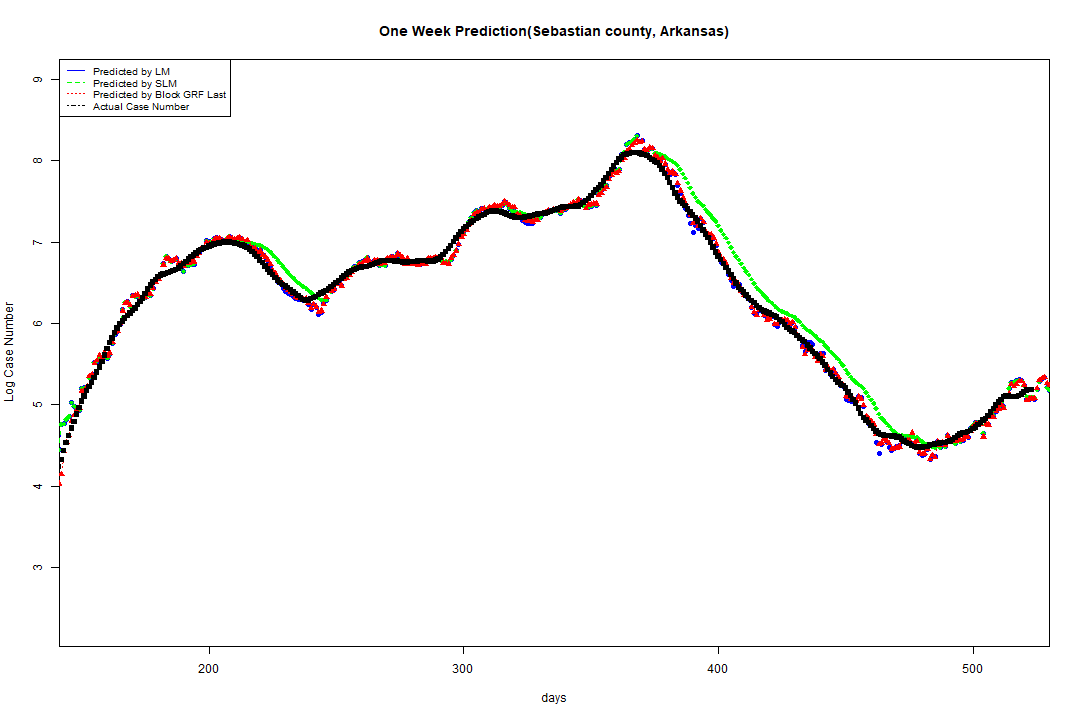 One Week Prediction(Sebastian county, Arkansas)
Predicted by LM
Predicted by SLM
Predicted by Block GRF Last
Actual Case Number
9
8
7
6
5
4
3
Log Case Number
200
300
400
500
days